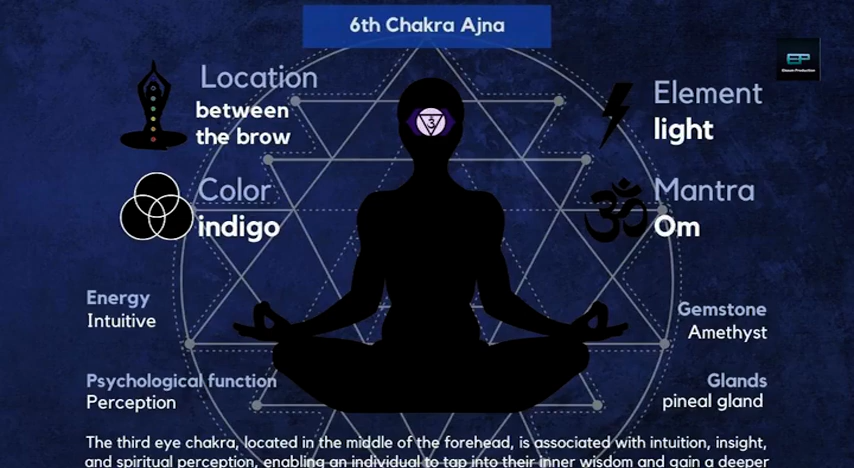 6th Chakra Ajna
EP
Location
between
the brow
Element
light
Color
indigo
Mantra
ॐ
Om
Energy
Intuitive
Gemstone
Amethyst
Psychological function
Perception
Glands
pineal gland
The third eye chakra, located in the middle of the forehead, is associated with intuition, insight,
and spiritual perception, enabling an individual to tap into their inner wisdom and gain a deeper